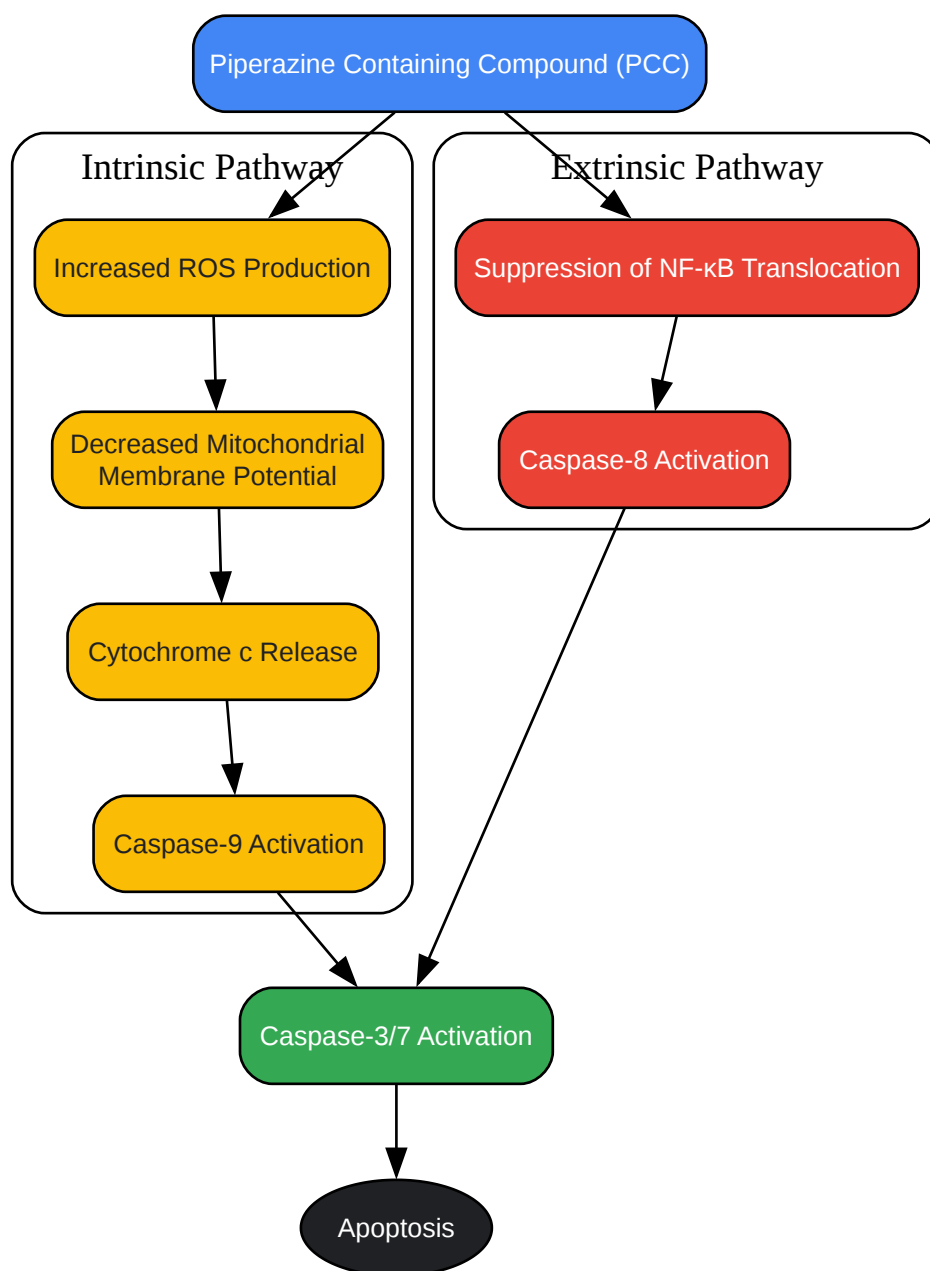 Piperazine Containing Compound (PCC)
Intrinsic Pathway
Increased ROS Production
Decreased Mitochondrial
Membrane Potential
Cytochrome c Release
Caspase-9 Activation
Extrinsic Pathway
Suppression of NF-κB Translocation
Caspase-8 Activation
Caspase-3/7 Activation
Apoptosis